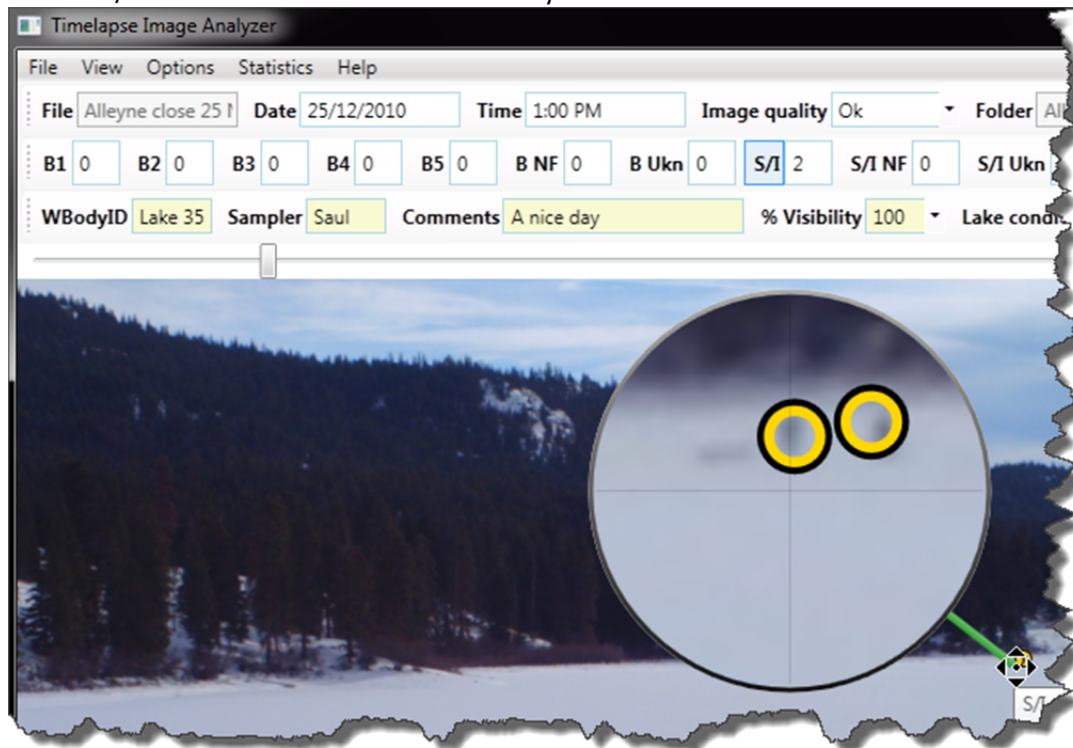 Timelapse Image Analyzer
File View Options Statistics Help
File Alleyne close 25 Date 25/12/2010 Time 1:00 PM Image quality Ok Folder
B1 0 B2 0 B3 0 B4 0 B5 0 B NF 0 B Ukn 0 S/I 2 S/I NF 0 S/I Ukn
WBodyID Lake 35 Sampler Saul Comments A nice day % Visibility 100 Lake
S/I